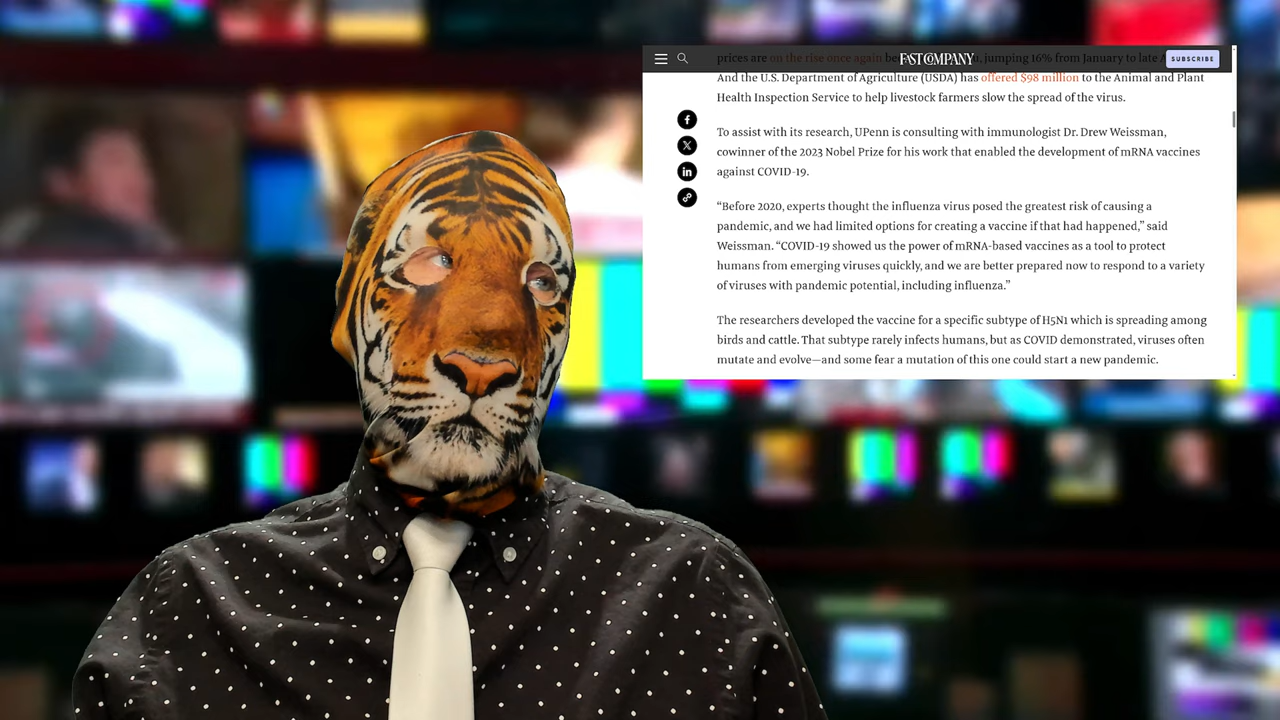 FAST COMPANY
SUBSCRIBE
prices are on the rise once again jumping 16% from January to late
And the U.S. Department of Agriculture (USDA) has offered $98 million to the Animal and Plant
Health Inspection Service to help livestock farmers slow the spread of the virus.
To assist with its research, UPenn is consulting with immunologist Dr. Drew Weissman,
cowinner of the 2023 Nobel Prize for his work that enabled the development of mRNA vaccines
against COVID-19.
“Before 2020, experts thought the influenza virus posed the greatest risk of causing a
pandemic, and we had limited options for creating a vaccine if that had happened,” said
Weissman. “COVID-19 showed us the power of mRNA-based vaccines as a tool to protect
humans from emerging viruses quickly, and we are better prepared now to respond to a variety
of viruses with pandemic potential, including influenza.”
The researchers developed the vaccine for a specific subtype of H5N1 which is spreading among
birds and cattle. That subtype rarely infects humans, but as COVID demonstrated, viruses often
mutate and evolve—and some fear a mutation of this one could start a new pandemic.